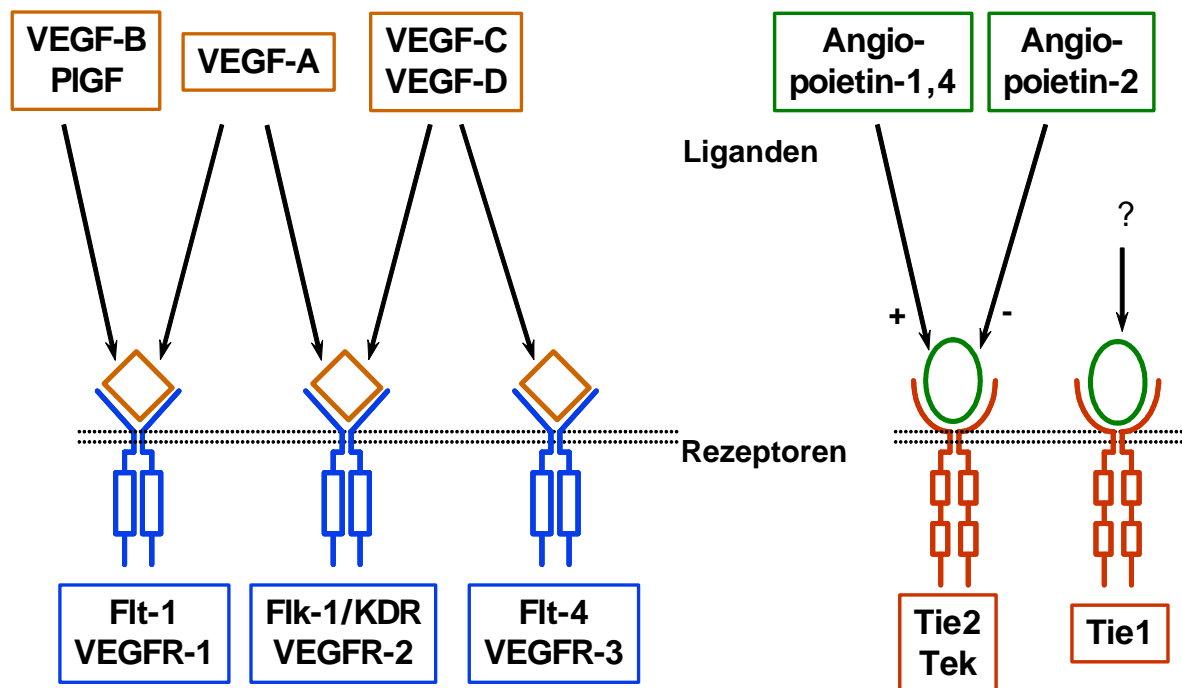 VEGF-B
PlGF
VEGF-A
VEGF-C
VEGF-D
Angio-
poietin-1,4
Angio-
poietin-2
Liganden
?
+
-
Rezeptoren
Flt-1
VEGFR-1
Flk-1/KDR
VEGFR-2
Flt-4
VEGFR-3
Tie2
Tek
Tie1